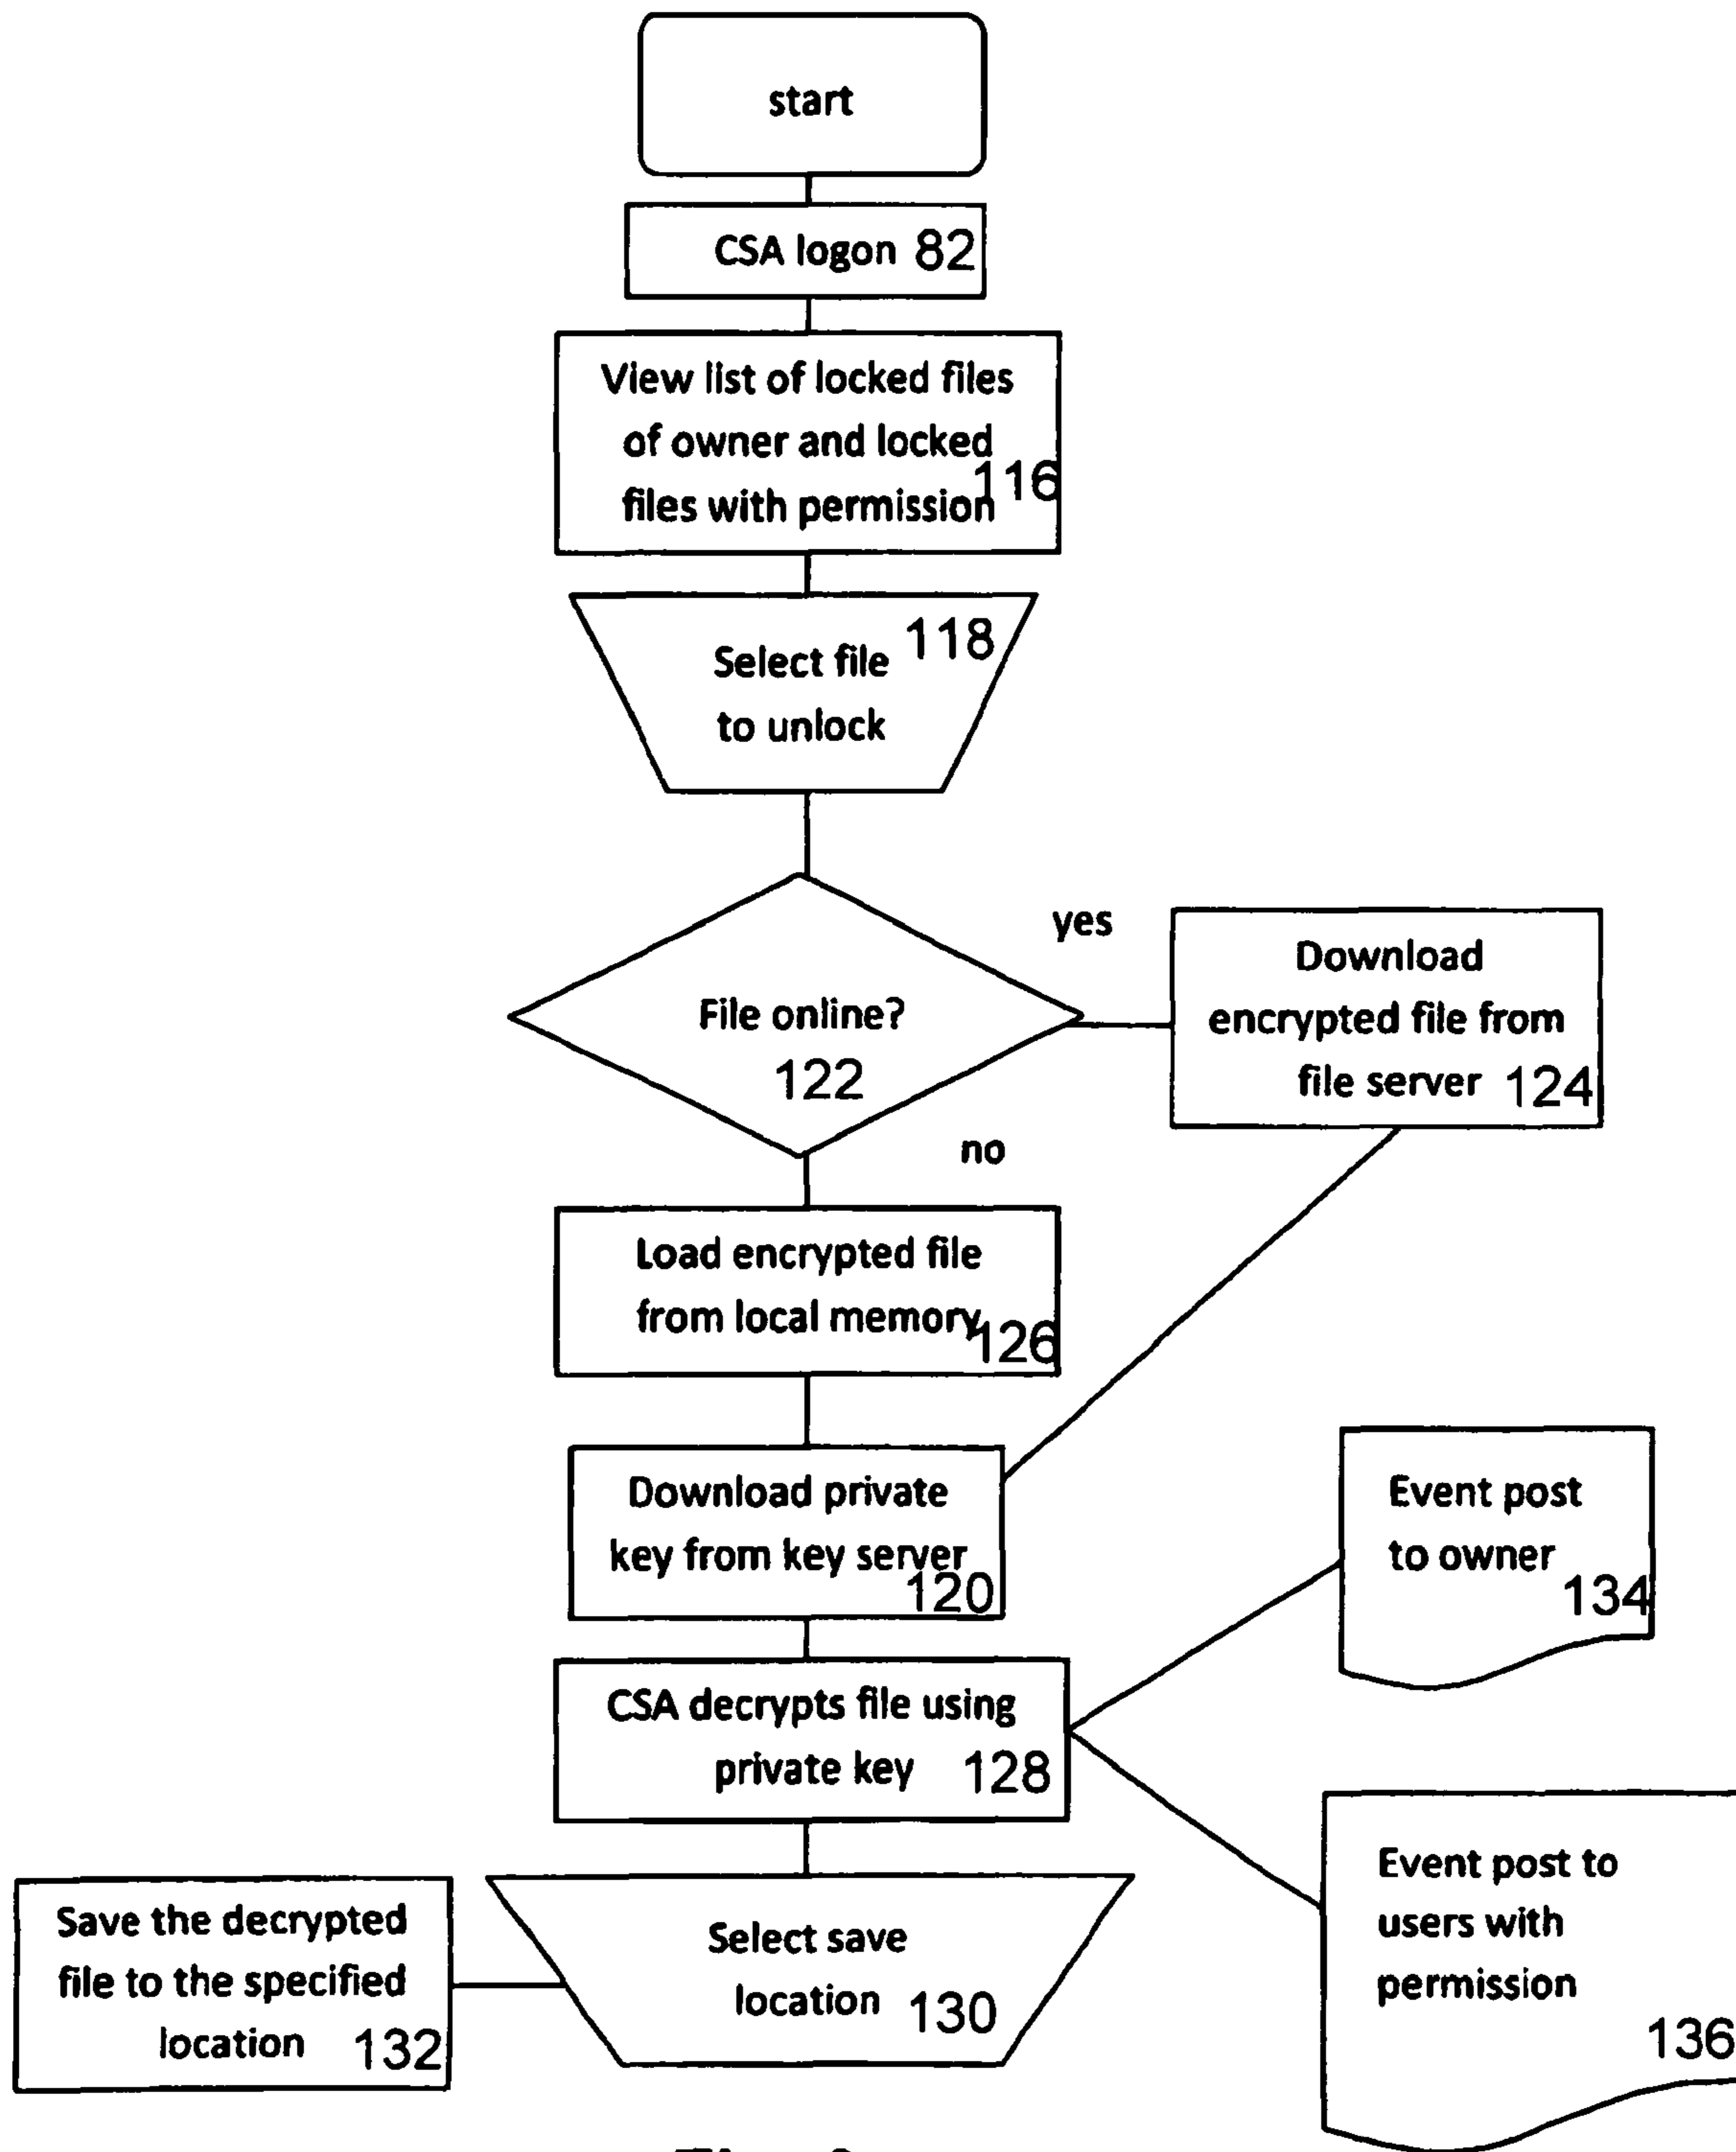 start
CSA logon 82
View list of locked files
of owner and locked
files with permission 116
118
Select file
to unlock
yes
File online?
122
Download
encrypted file from
file server 124
no
Load encrypted file
from local memory 126
Download private
key from key server
120
Event post
to owner
134
CSA decrypts file using
private key 128
Event post to
users with
permission
136
Save the decrypted
file to the specified
location 132
Select save
location 130